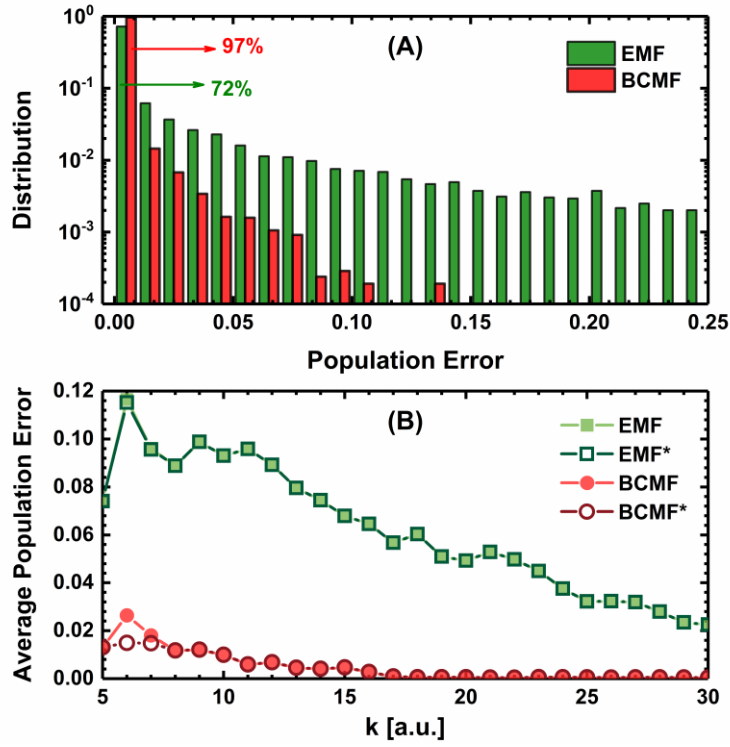 10⁰
(A)
EMF
BCMF
97%
72%
10⁻¹
10⁻²
10⁻³
10⁻⁴
Distribution
0.00 0.05 0.10 0.15 0.20 0.25
Population Error
0.12
0.10
0.08
0.06
0.04
0.02
0.00
Average Population Error
(B)
EMF
EMF*
BCMF
BCMF*
5 10 15 20 25 30
k [a.u.]